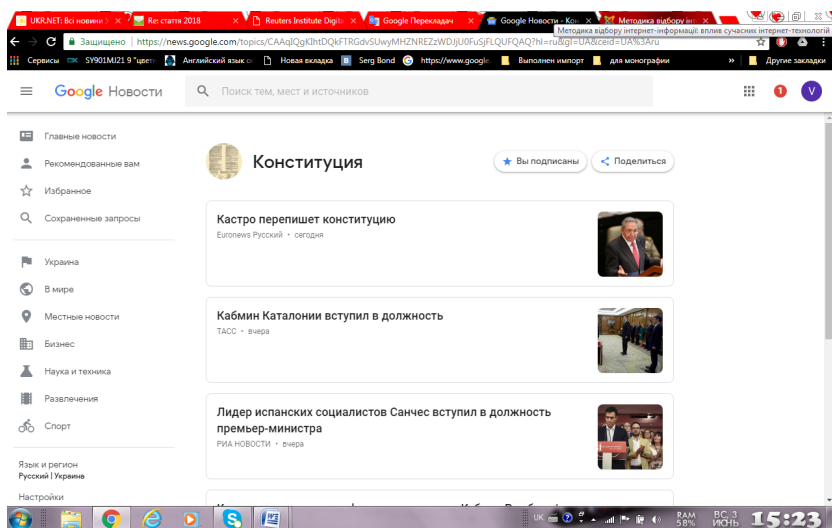 UKR.NET: Всі новини
Re: стаття 2018
Reuters Institute Digit
Google Перекладач
Google Новости - Кон
Методика відбору інт
Методика відбору інтернет-інформації: вплив сучасних інтернет-технологій
Защищено
https://news.google.com/topics/
?hl=ru&gl=UA&ceid=UA%3Aru
Сервисы
SY901MJ21 9 "цветн
Английский язык о
Новая вкладка
Serg Bond
https://www.google.
Выполнен импорт
для монографии
»
Другие закладки
Google Новости
Поиск тем, мест и источников
1
V
Главные новости
Рекомендованные вам
Избранное
Сохраненные запросы
Украина
В мире
Местные новости
Бизнес
Наука и техника
Развлечения
Спорт
Язык и регион
Русский | Украина
Настройки
Конституция
Вы подписаны
Поделиться
Кастро перепишет конституцию
Euronews Русский • сегодня
Кабмин Каталонии вступил в должность
ТАСС • вчера
Лидер испанских социалистов Санчес вступил в должность
премьер-министра
РИА НОВОСТИ • вчера
UK
RAM
58%
ВС, 3
ИЮНЬ
15:23